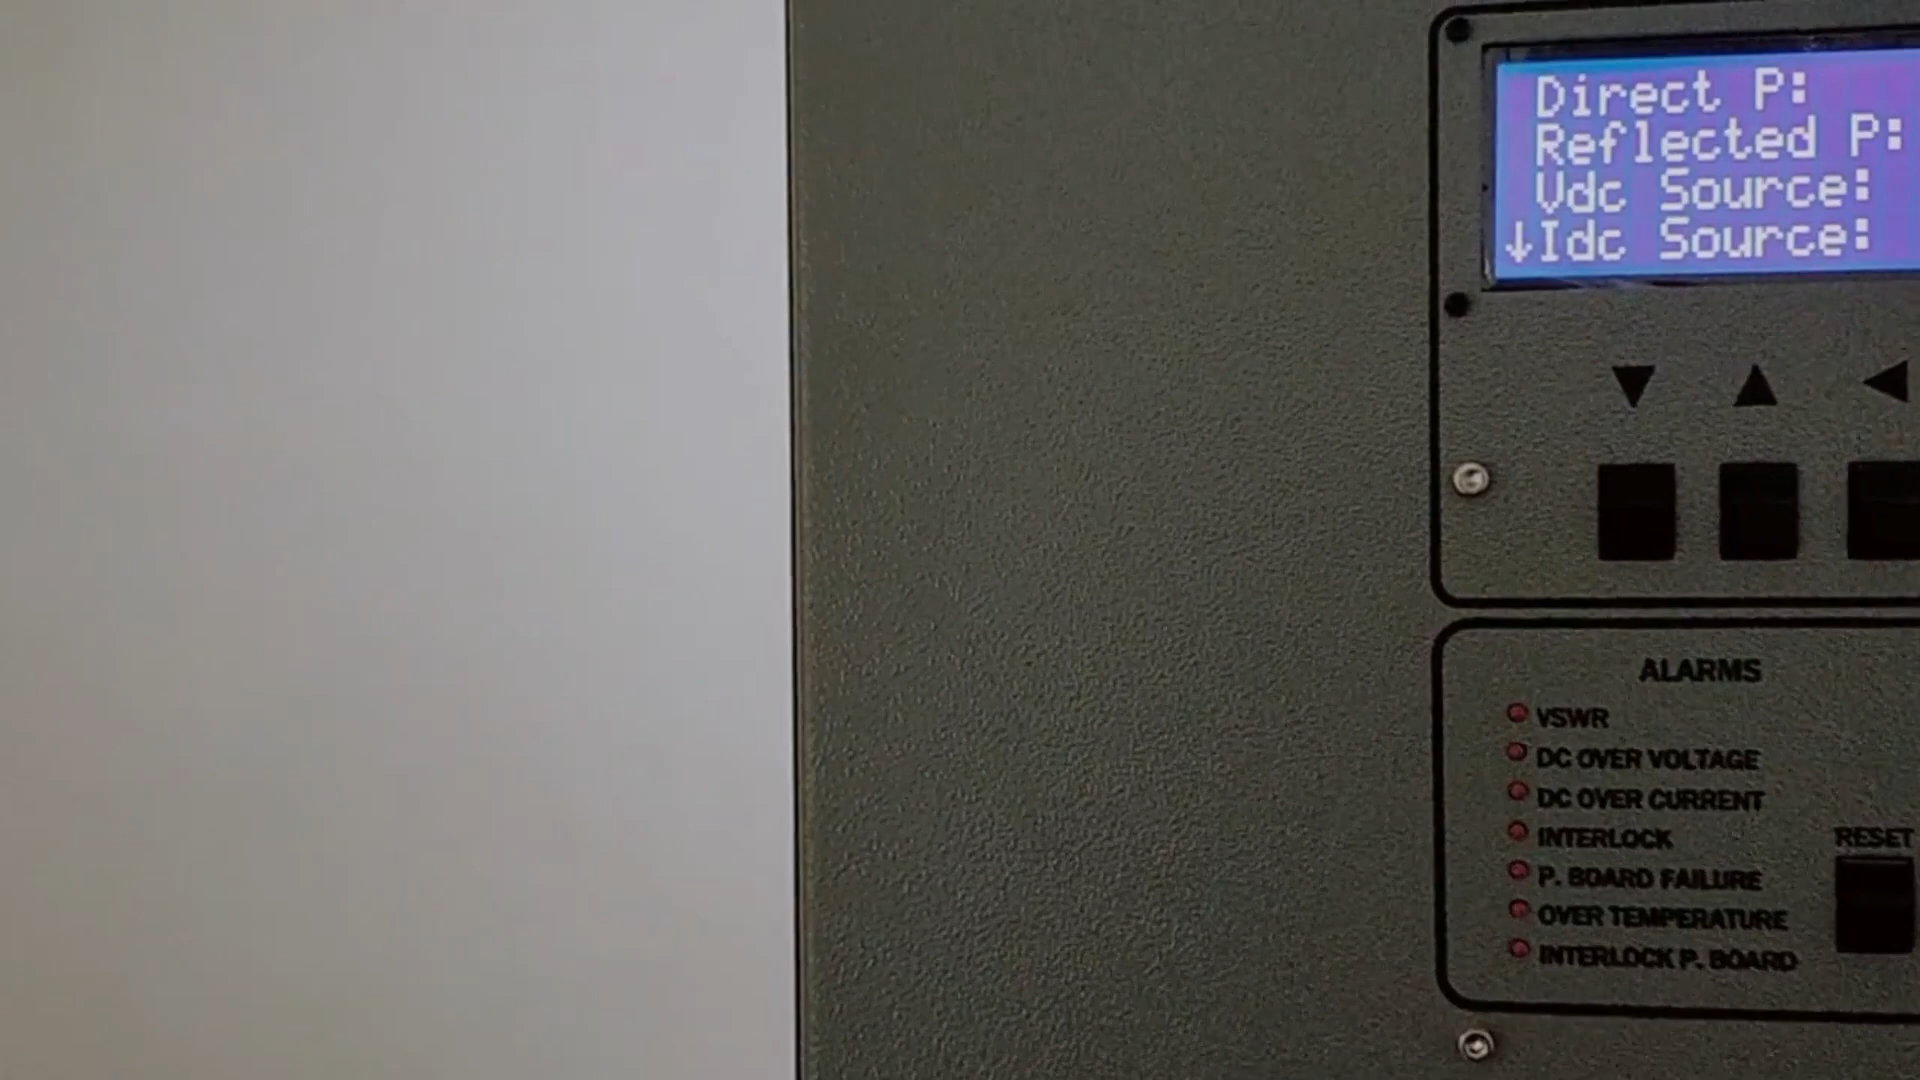 Direct P:
Reflected P:
Vdc Source:
↓Idc Source:
ALARMS
VSWR
DC OVER VOLTAGE
DC OVER CURRENT
INTERLOCK
P. BOARD FAILURE
OVER TEMPERATURE
INTERLOCK P. BOARD
RESET